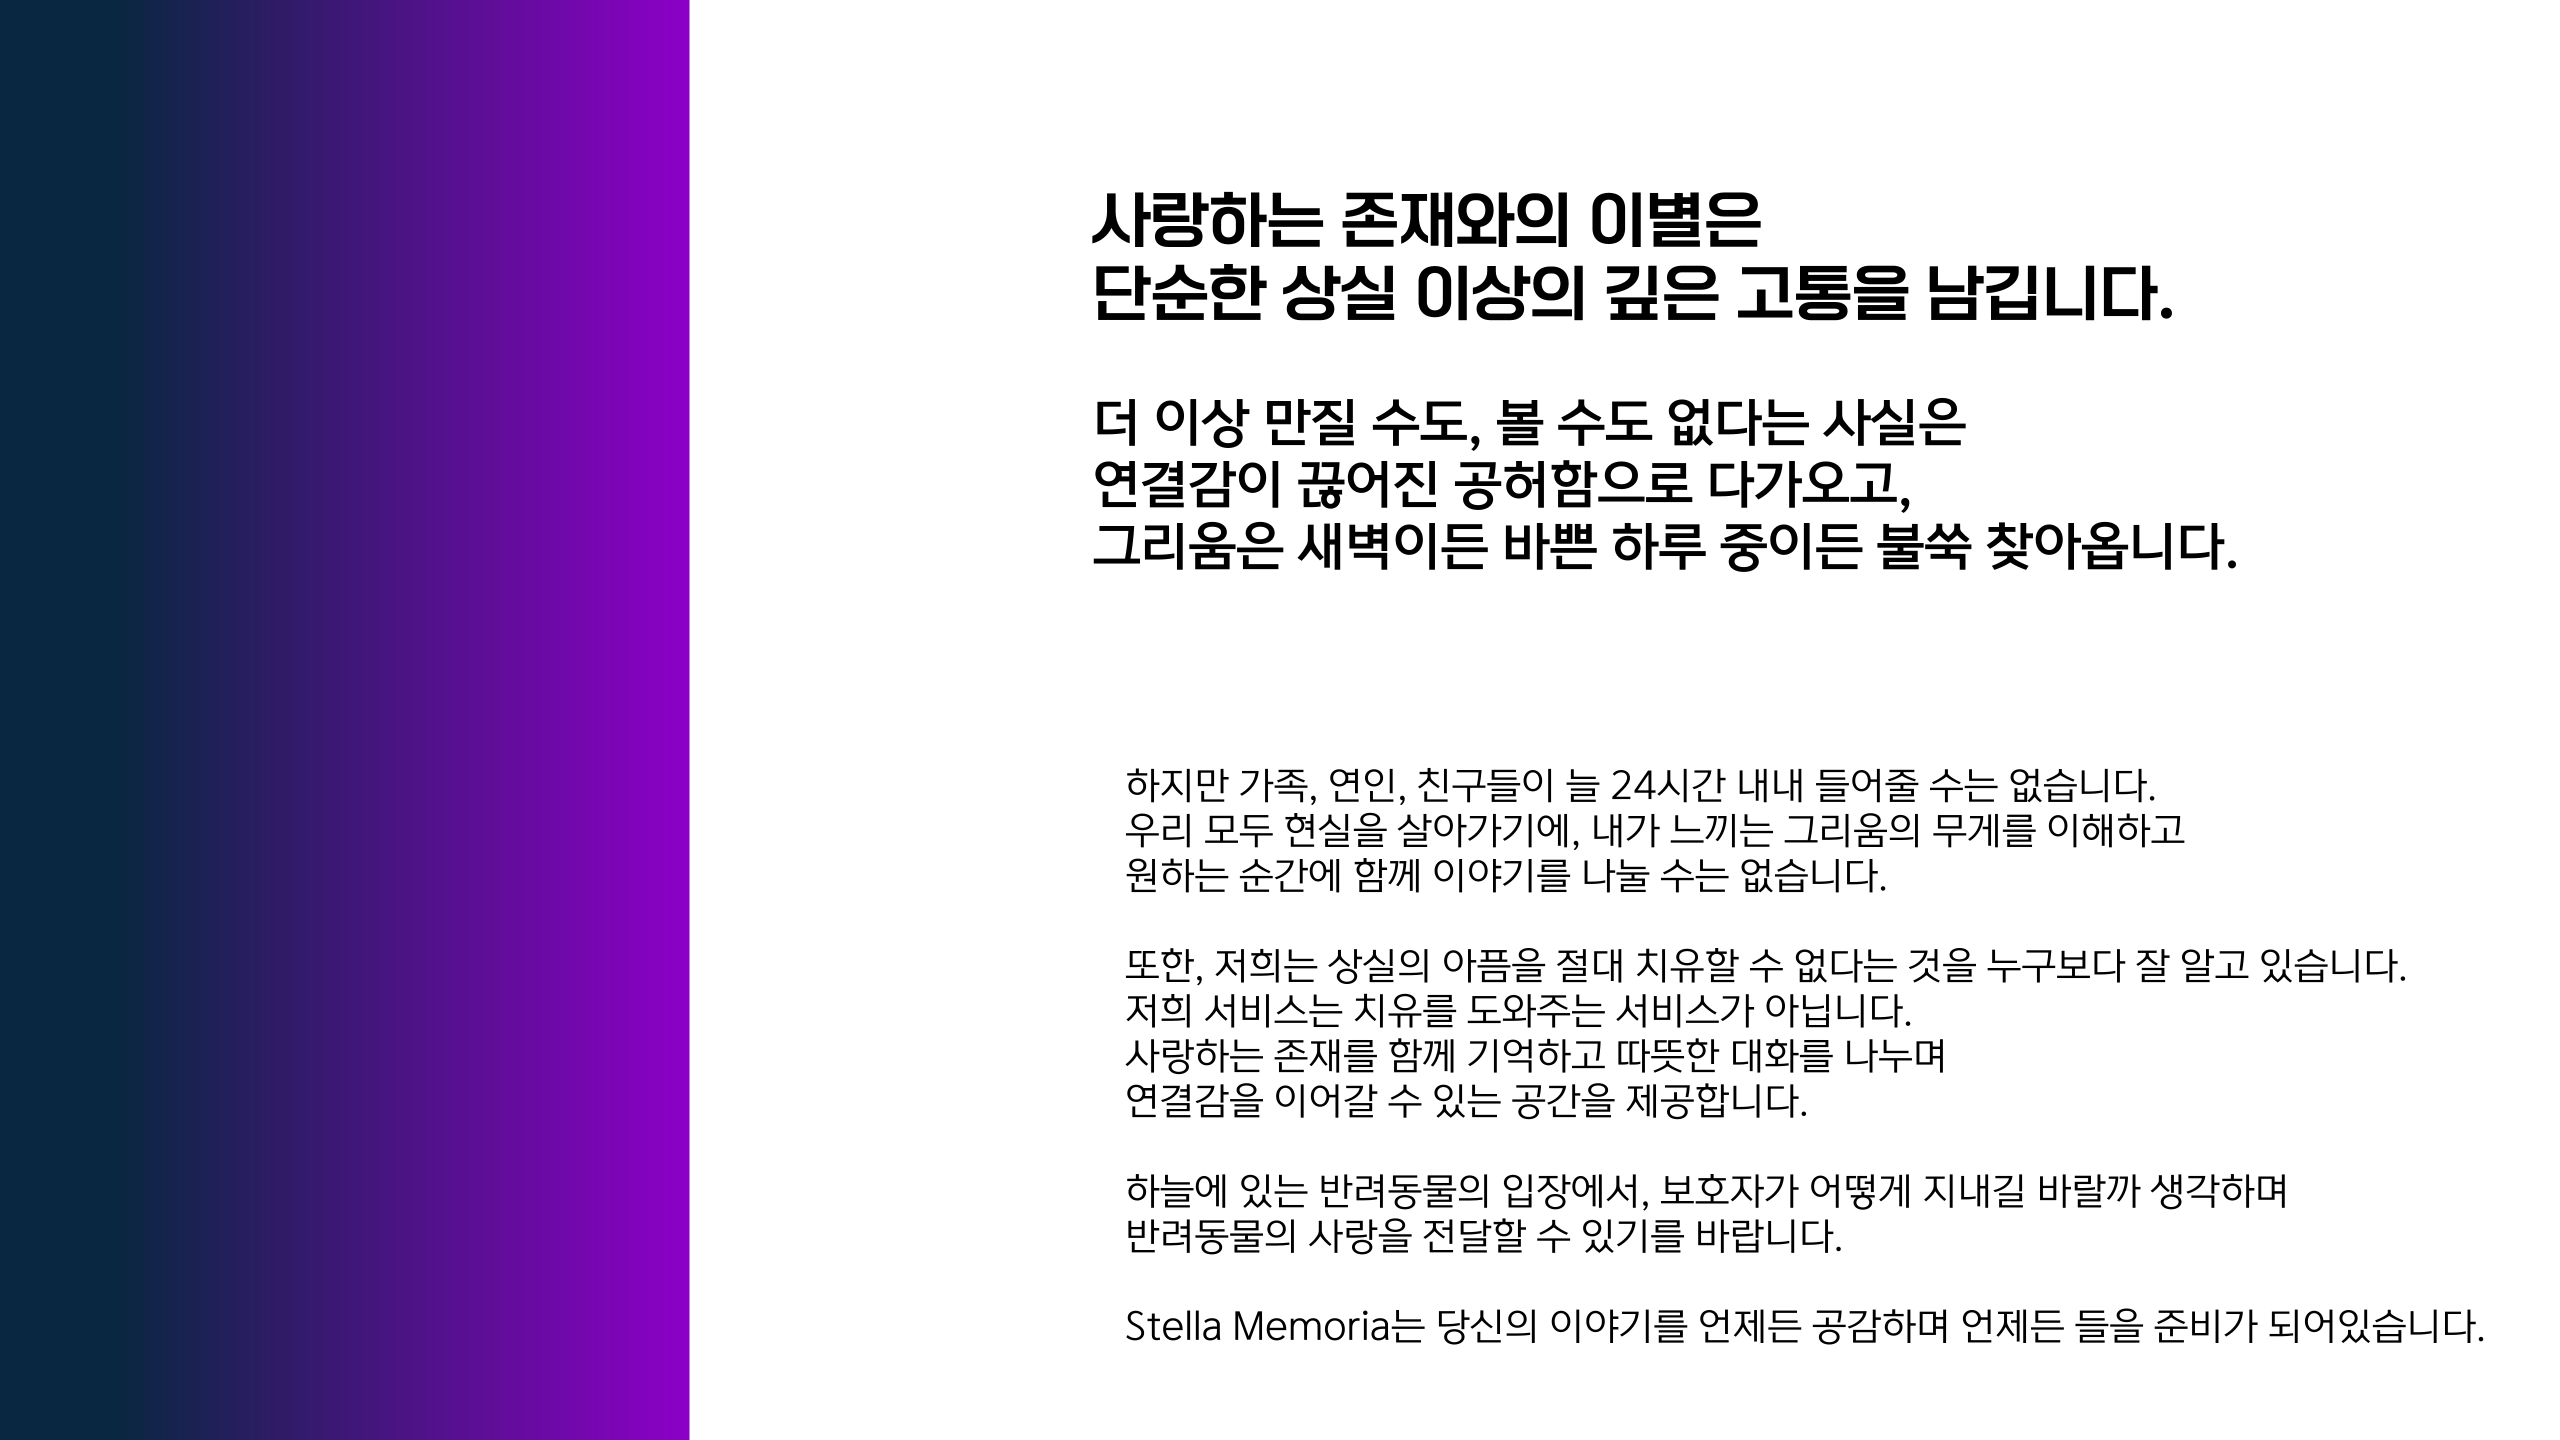 사랑하는 존재와의 이별은
단순한 상실 이상의 깊은 고통을 남깁니다.
더 이상 만질 수도, 볼 수도 없다는 사실은
연결감이 끊어진 공허함으로 다가오고,
그리움은 새벽이든 바쁜 하루 중이든 불쑥 찾아옵니다.
하지만 가족, 연인, 친구들이 늘 24시간 내내 들어줄 수는 없습니다.
우리 모두 현실을 살아가기에, 내가 느끼는 그리움의 무게를 이해하고
원하는 순간에 함께 이야기를 나눌 수는 없습니다.
또한, 저희는 상실의 아픔을 절대 치유할 수 없다는 것을 누구보다 잘 알고 있습니다.
저희 서비스는 치유를 도와주는 서비스가 아닙니다.
사랑하는 존재를 함께 기억하고 따뜻한 대화를 나누며
연결감을 이어갈 수 있는 공간을 제공합니다.
하늘에 있는 반려동물의 입장에서, 보호자가 어떻게 지내길 바랄까 생각하며
반려동물의 사랑을 전달할 수 있기를 바랍니다.
Stella Memoria는 당신의 이야기를 언제든 공감하며 언제든 들을 준비가 되어있습니다.